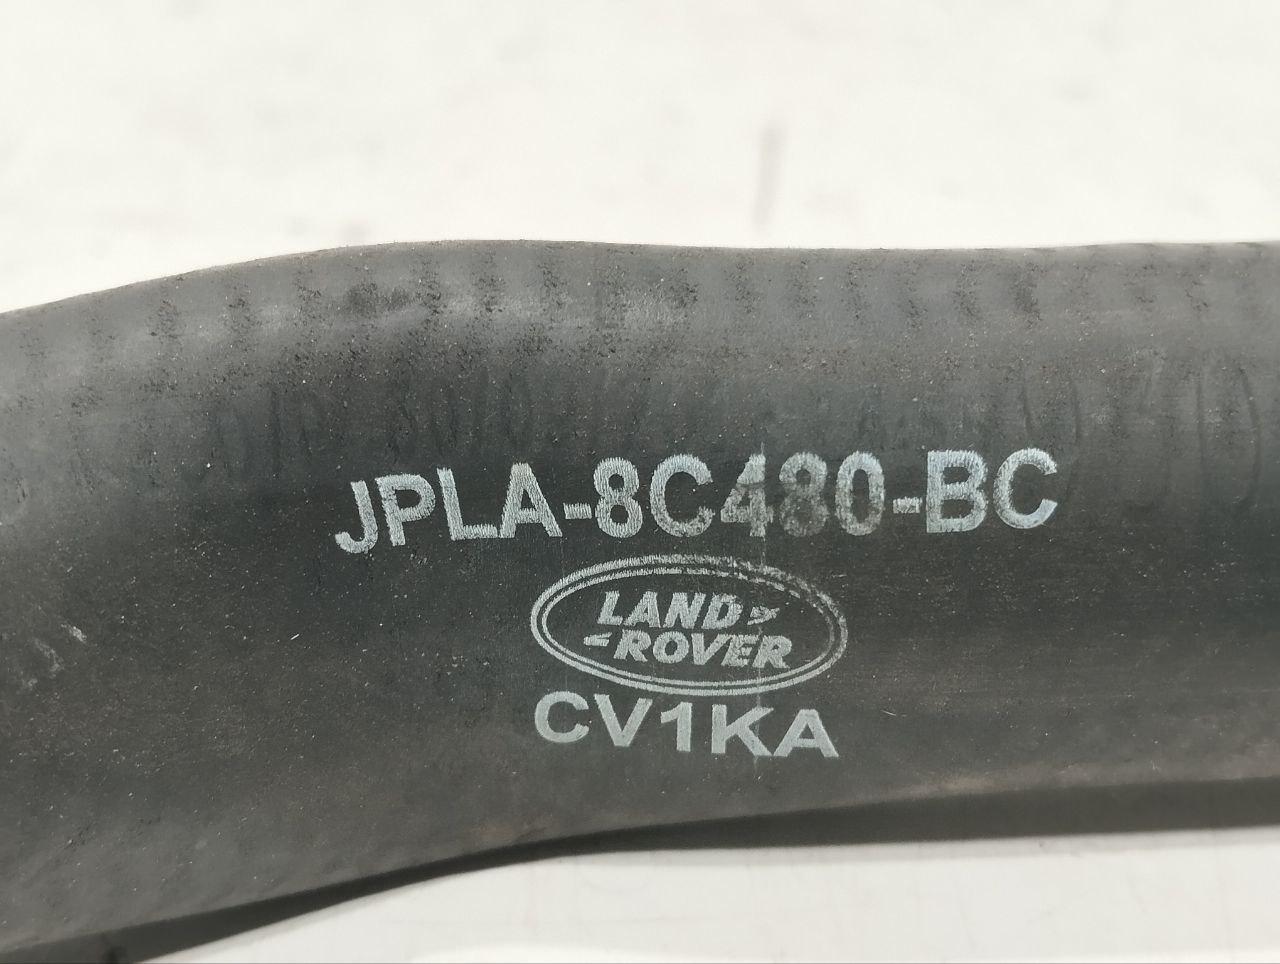 JPLA-8C480-BC
LAND
ROVER
CV1KA